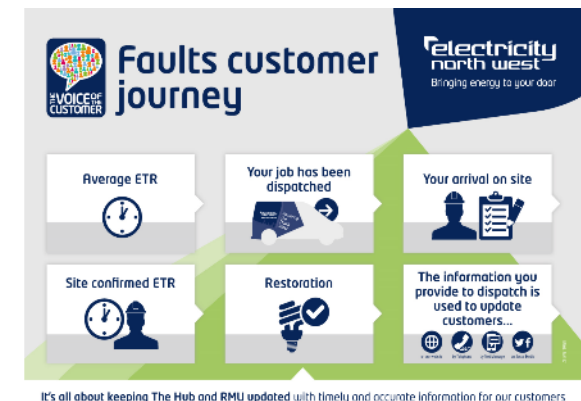 THE VOICE OF THE CUSTOMER
Faults customer
journey
electricity
north west
Bringing energy to your door
Average ETR
Your job has been
dispatched
Your arrival on site
Site confirmed ETR
Restoration
The information you
provide to dispatch is
used to update
customers...
It's all about keeping The Hub and RMU updated with timely and accurate information for our customers